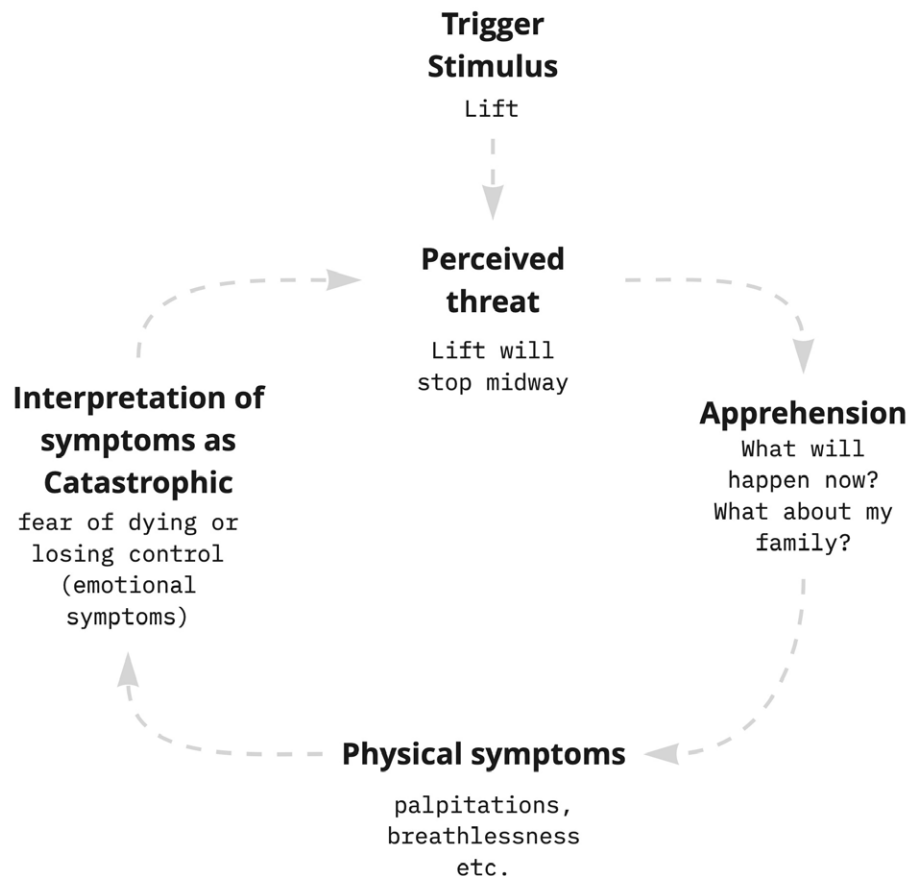 Trigger
Stimulus
Lift
Perceived
threat
Lift will
stop midway
Apprehension
What will
happen now?
What about my
family?
Physical symptoms
palpitations,
breathlessness
etc.
Interpretation of
symptoms as
Catastrophic
fear of dying or
losing control
(emotional
symptoms)